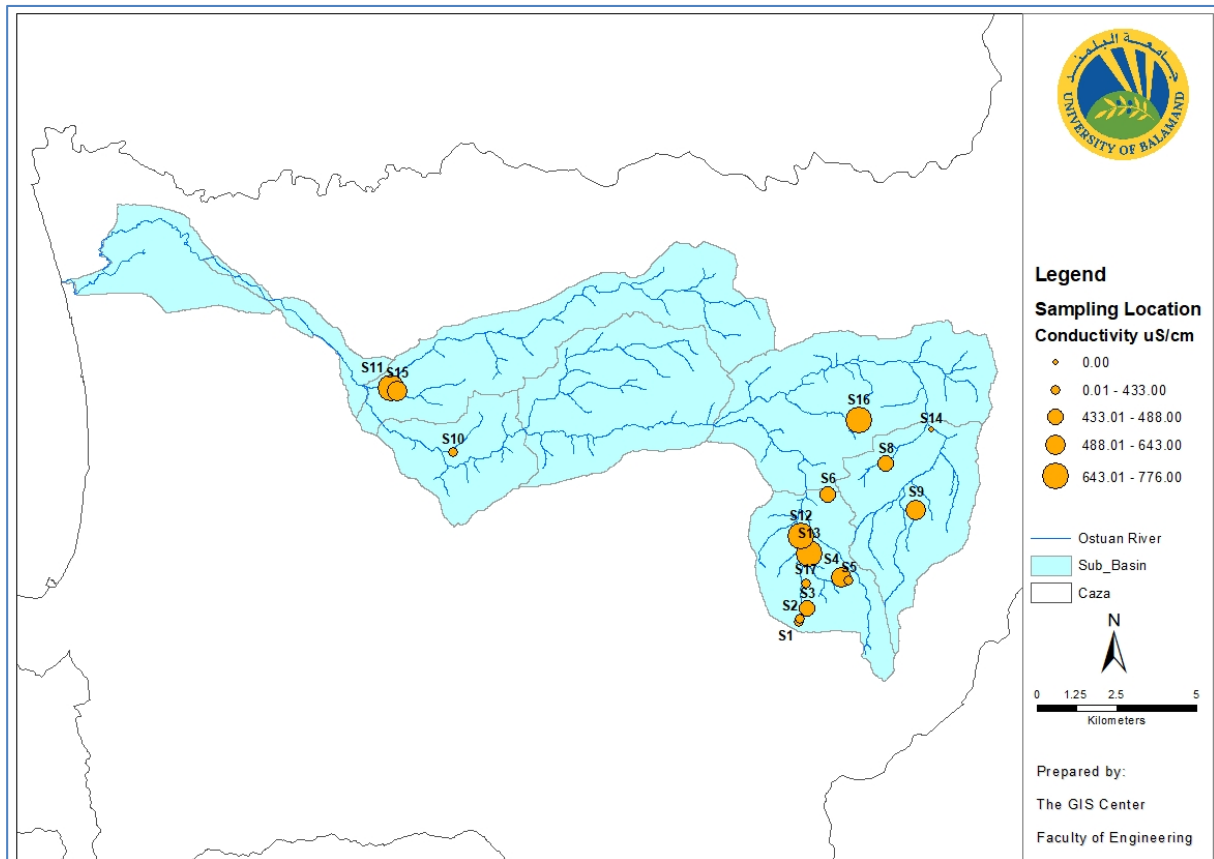 جامعة البلمند
UNIVERSITY OF BALAMAND
Legend
Sampling Location
Conductivity uS/cm
0.00
0.01 - 433.00
433.01 - 488.00
488.01 - 643.00
643.01 - 776.00
Ostuan River
Sub_Basin
Caza
N
0 1.25 2.5 5
Kilometers
Prepared by:
The GIS Center
Faculty of Engineering
S11
S15
S10
S16
S14
S8
S6
S9
S12
S13
S4
S5
S17
S3
S2
S1